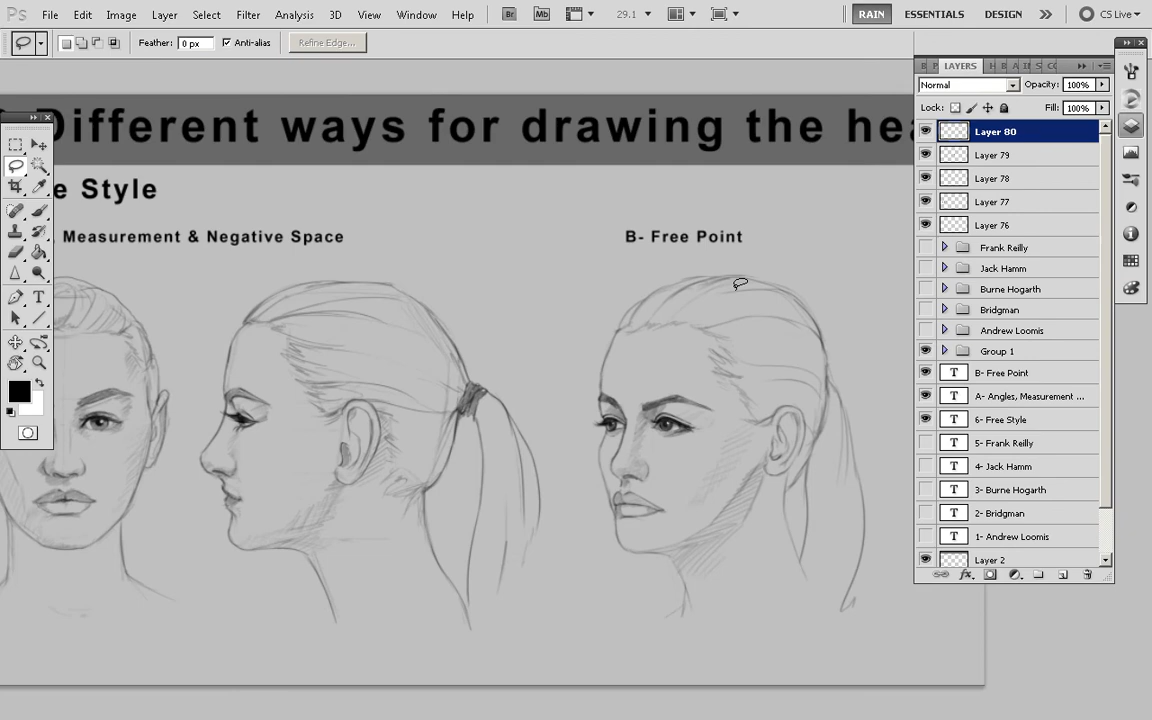 Ps File Edit Image Layer Select Filter Analysis 3D View Window Help Br Mb 29.1 RAIN ESSENTIALS DESIGN CS Live
Feather: 0 px Anti-alias Refine Edge...
LAYERS
Normal Opacity: 100%
Lock: Fill: 100%
Different ways for drawing the hea
e Style
Measurement & Negative Space
B- Free Point
Layer 80
Layer 79
Layer 78
Layer 77
Layer 76
Frank Reilly
Jack Hamm
Burne Hogarth
Bridgman
Andrew Loomis
Group 1
T B- Free Point
T A- Angles, Measurement ...
T 6- Free Style
T 5- Frank Reilly
T 4- Jack Hamm
T 3- Burne Hogarth
T 2- Bridgman
T 1- Andrew Loomis
Layer 2